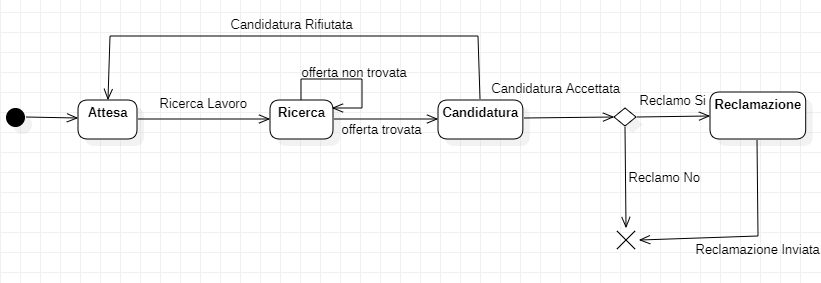 Candidatura Rifiutata
offerta non trovata
Candidatura Accettata
Ricerca Lavoro
Reclamo Si
Reclamazione
Attesa
Ricerca
Candidatura
offerta trovata
Reclamo No
Reclamazione Inviata